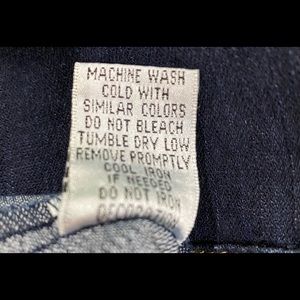 MACHINE WASH
COLD WITH
SIMILAR COLORS
DO NOT BLEACH
TUMBLE DRY LOW
REMOVE PROMPTLY
COOL IRON
IF NEEDED
DO NOT IRON
DECORATION